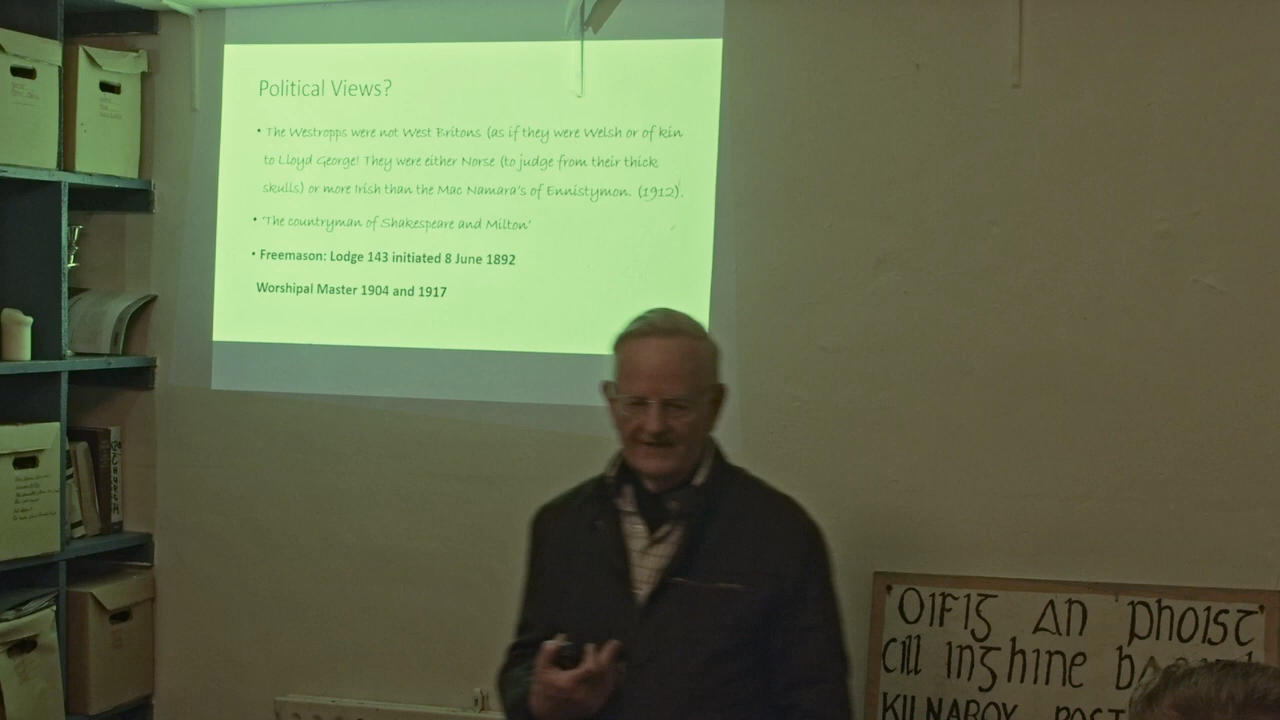 Political Views?
• The Westropps were not West Britons (as if they were Welsh or of kin
to Lloyd George! They were either Norse (to judge from their thick
skulls) or more Irish than the Mac Namara's of Ennistymon. (1912).
• 'The countryman of Shakespeare and Milton'
• Freemason: Lodge 143 initiated 8 June 1892
Worshipal Master 1904 and 1917
CHURCH
OIFIG AN PHOIST
CILL INGHINE
KILNABOY POST